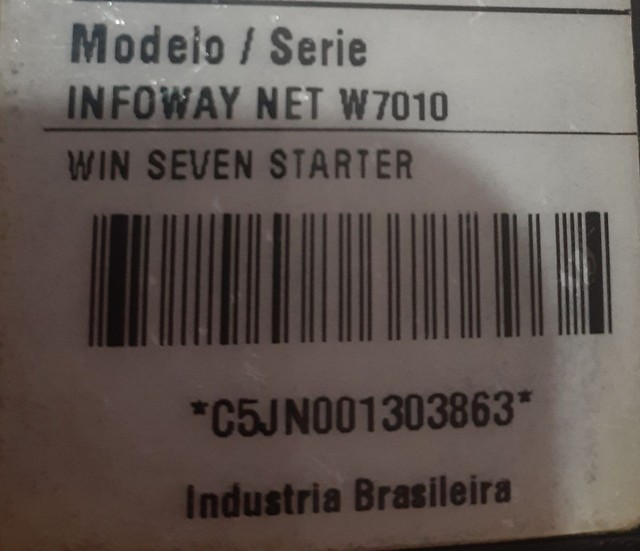 Modelo / Serie
INFOWAY NET W7010
WIN SEVEN STARTER
*C5JN001303863*
Industria Brasileira